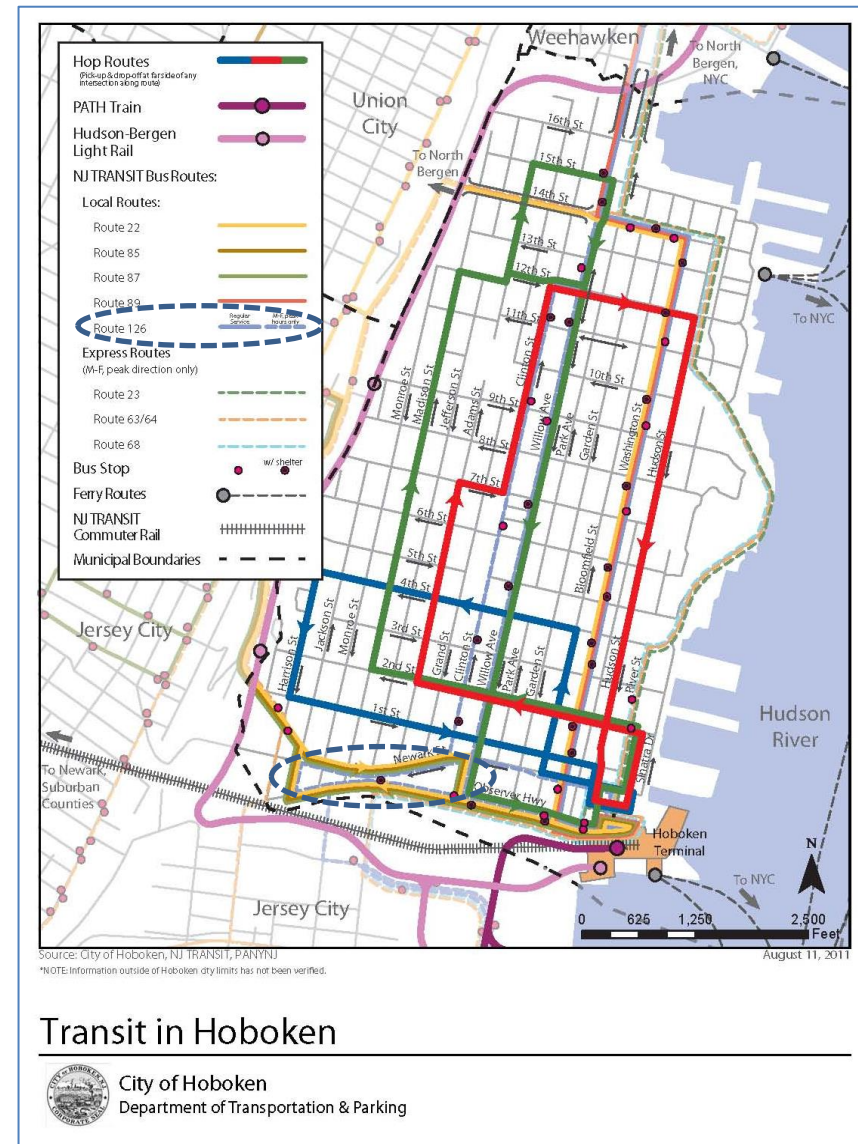 Hop Routes
(Pick-up & drop-off at far side of any
intersection along route)
PATH Train
Hudson-Bergen
Light Rail
NJ TRANSIT Bus Routes:
Local Routes:
Route 22
Route 85
Route 87
Route 89
Regular
Service
M-F, peak
hours only
Route 126
Express Routes
(M-F, peak direction only)
Route 23
Route 63/64
Route 68
Bus Stop
w/ shelter
Ferry Routes
NJ TRANSIT
Commuter Rail
Municipal Boundaries
Weehawken
To North
Bergen,
NYC
Union
City
To North
Bergen
16th St
15th St
14th St
13th St
12th St
11th St
10th St
9th St
8th St
7th St
6th St
5th St
4th St
3rd St
2nd St
1st St
Monroe St
Madison St
Jefferson St
Adams St
Clinton St
Willow Ave
Park Ave
Garden St
Washington St
Hudson St
To NYC
Bloomfield St
Harrison St
Jackson St
Monroe St
Grand St
Clinton St
Willow Ave
Park Ave
Garden St
Hudson St
River St
Sinatra Dr
Jersey City
Hudson
River
To Newark,
Suburban
Counties
Newark St
Observer Hwy
Hoboken
Terminal
N
To NYC
Jersey City
0 625 1,250 2,500
Feet
Source: City of Hoboken, NJ TRANSIT, PANYNJ
August 11, 2011
*NOTE: Information outside of Hoboken city limits has not been verified.
Transit in Hoboken
CITY OF HOBOKEN NJ
CORPORATE SEAL
City of Hoboken
Department of Transportation & Parking